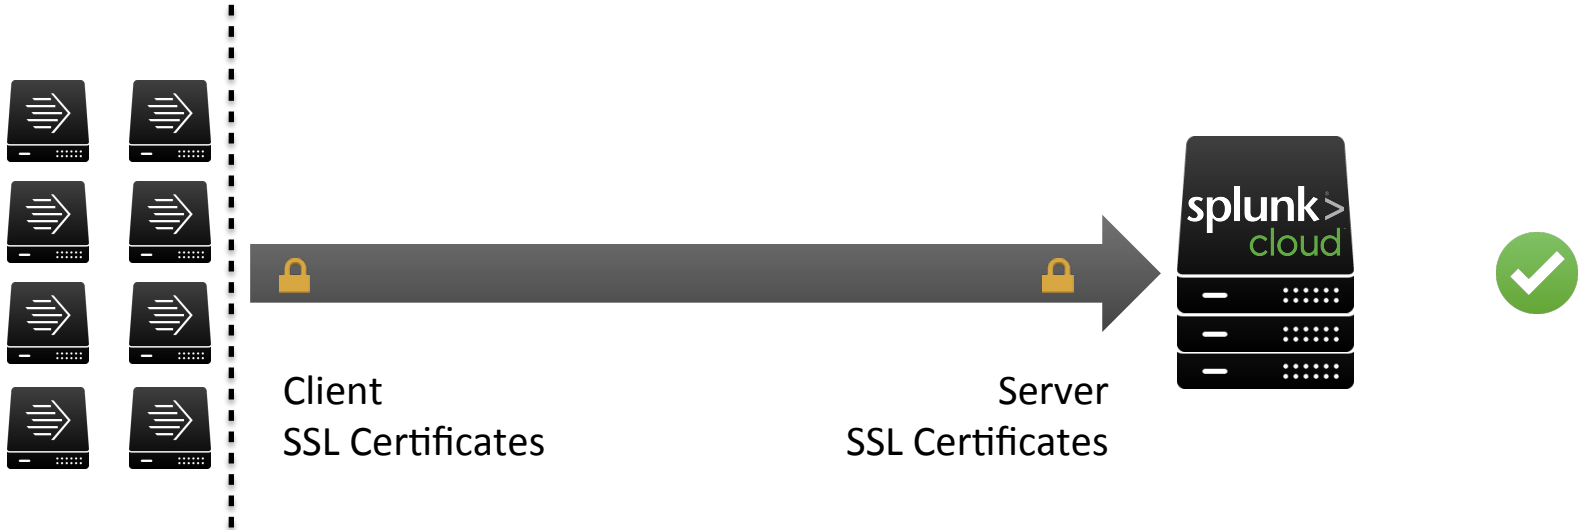 splunk>
cloud
Client
SSL Certificates
Server
SSL Certificates